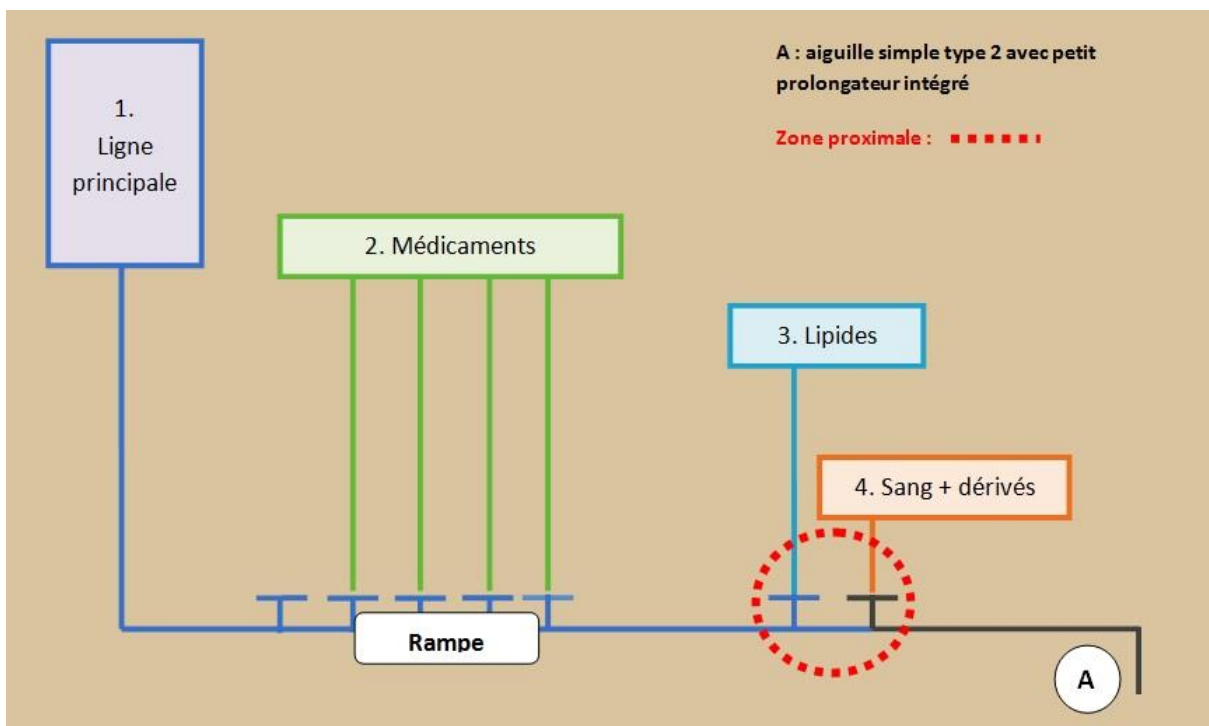 1.
Ligne
principale
A : aiguille simple type 2 avec petit
prolongateur intégré
Zone proximale :
2. Médicaments
3. Lipides
4. Sang + dérivés
Rampe
A